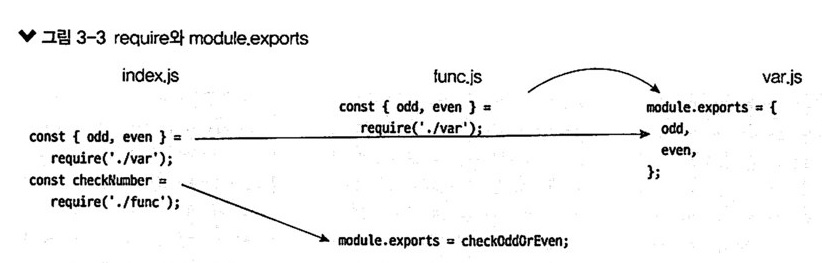 그림 3-3 require와 module.exports
index.js
const { odd, even } =
require('./var');
const checkNumber =
require('./func');
func.js
const { odd, even } =
require('./var');
module.exports = checkOddOrEven;
var.js
module.exports = {
odd,
even,
};